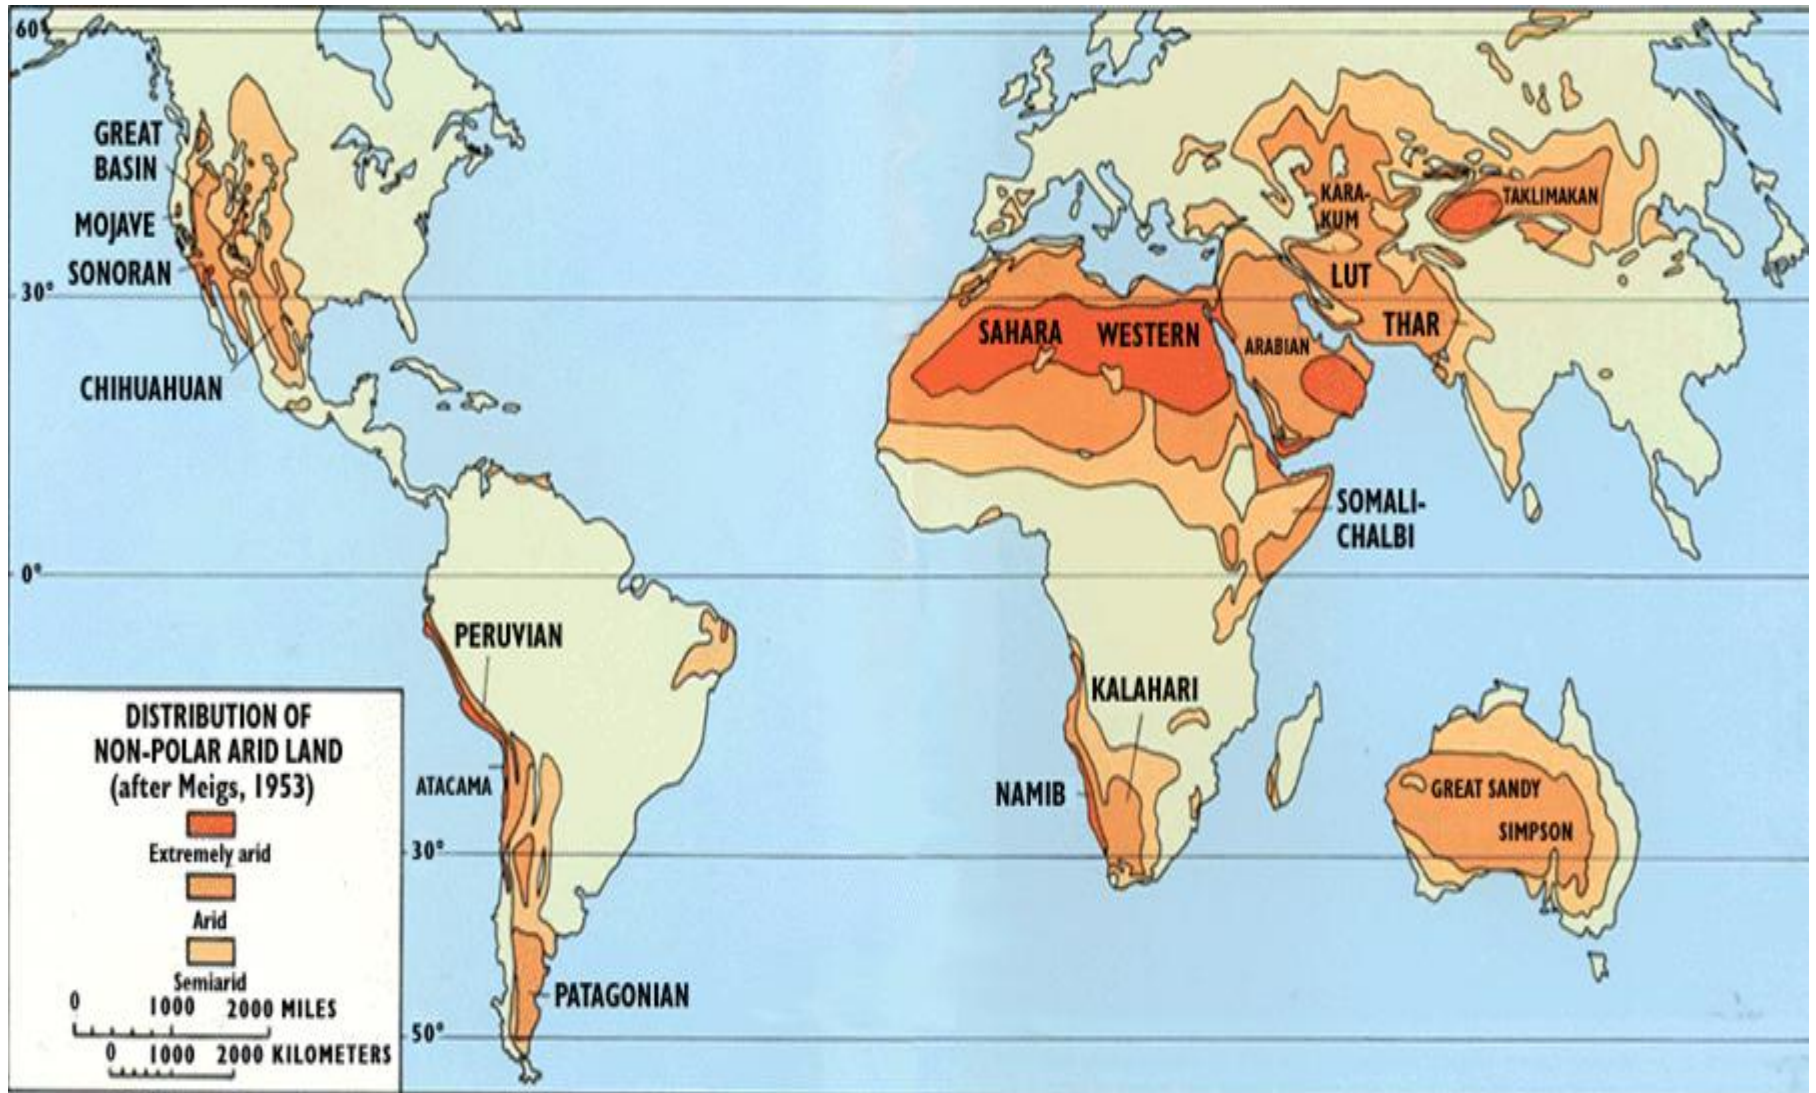 60°
GREAT
BASIN
MOJAVE
SONORAN
30°
CHIHUAHUAN
0°
KARA-
KUM
TAKLIMAKAN
LUT
THAR
SAHARA
WESTERN
ARABIAN
SOMALI-
CHALBI
PERUVIAN
ATACAMA
30°
PATAGONIAN
50°
KALAHARI
NAMIB
GREAT SANDY
SIMPSON
DISTRIBUTION OF
NON-POLAR ARID LAND
(after Meigs, 1953)
Extremely arid
Arid
Semiarid
0 1000 2000 MILES
0 1000 2000 KILOMETERS